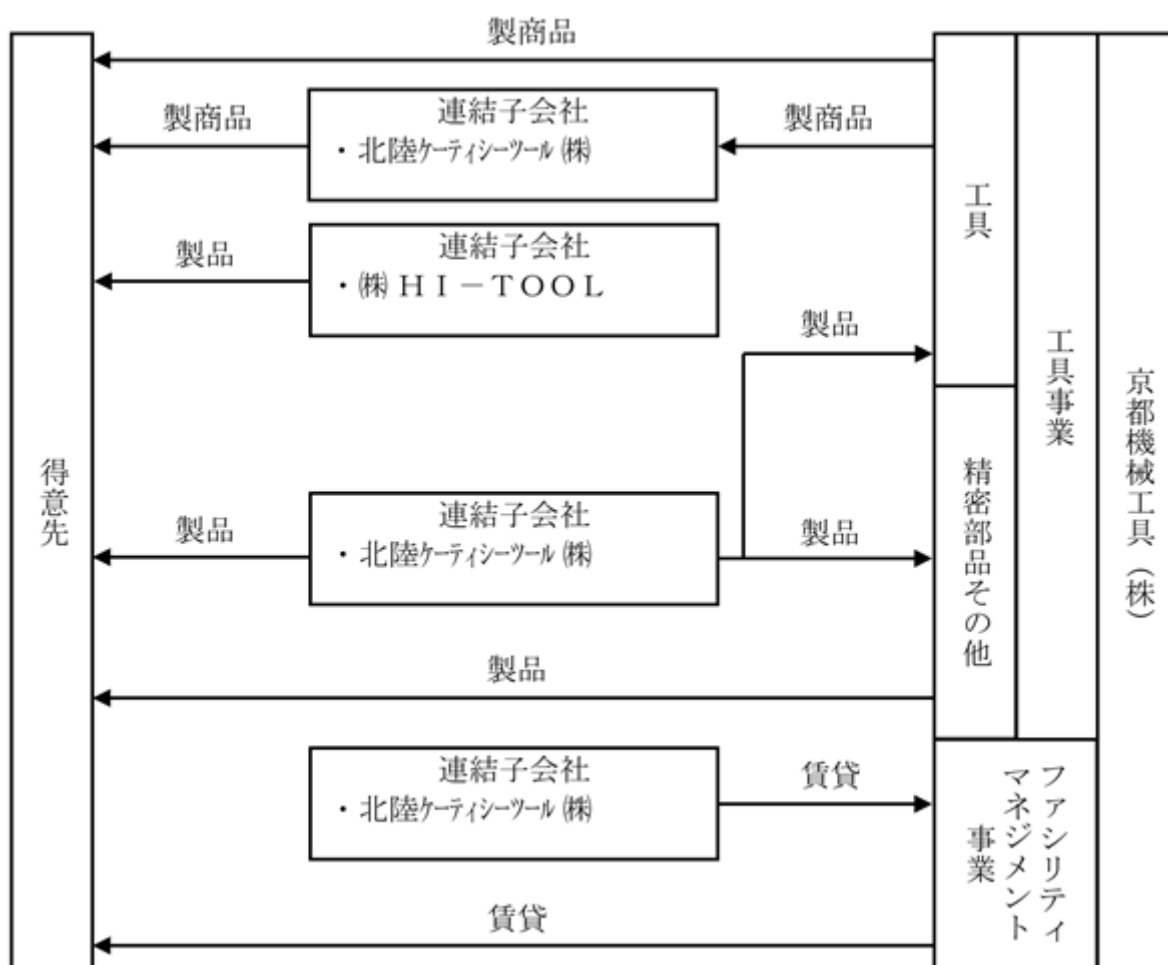 製商品
連結子会社
・北陸ケーティシーツール㈱
製商品
製商品
連結子会社
・㈱ＨＩ－ＴＯＯＬ
製品
製品
連結子会社
・北陸ケーティシーツール㈱
製品
製品
製品
連結子会社
・北陸ケーティシーツール㈱
賃貸
賃貸
得意先
工具
精密部品その他
工具事業
ファシリティ
マネジメント
事業
京都機械工具（株）